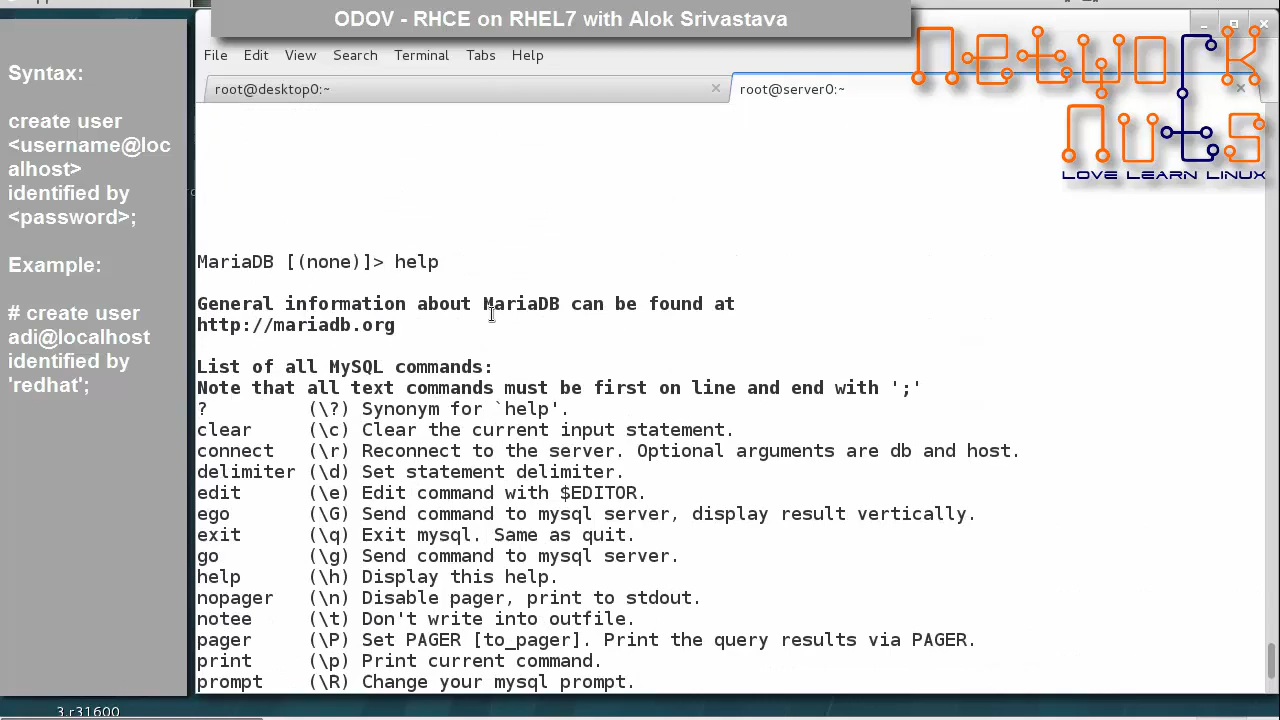 ODOV - RHCE on RHEL7 with Alok Srivastava
File Edit View Search Terminal Tabs Help
root@desktop0:~
root@server0:~
NETWORK
NUTS
LOVE LEARN LINUX
Syntax:
create user
<username@loc
alhost>
identified by
<password>;
Example:
# create user
adi@localhost
identified by
'redhat';
MariaDB [(none)]> help
General information about MariaDB can be found at
http://mariadb.org
List of all MySQL commands:
Note that all text commands must be first on line and end with ';'
? (\?) Synonym for `help'.
clear (\c) Clear the current input statement.
connect (\r) Reconnect to the server. Optional arguments are db and host.
delimiter (\d) Set statement delimiter.
edit (\e) Edit command with $EDITOR.
ego (\G) Send command to mysql server, display result vertically.
exit (\q) Exit mysql. Same as quit.
go (\g) Send command to mysql server.
help (\h) Display this help.
nopager (\n) Disable pager, print to stdout.
notee (\t) Don't write into outfile.
pager (\P) Set PAGER [to_pager]. Print the query results via PAGER.
print (\p) Print current command.
prompt (\R) Change your mysql prompt.
3.r31600